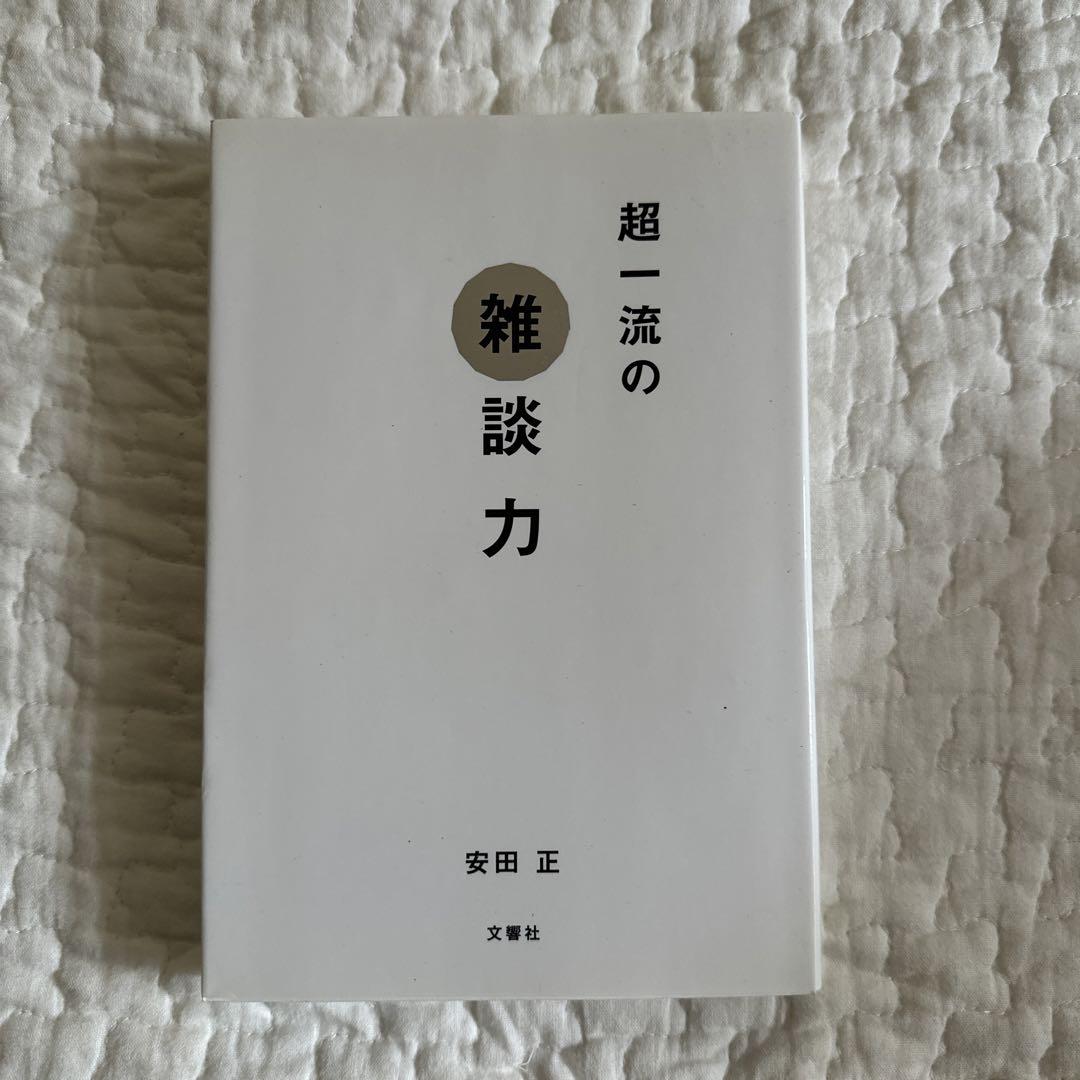 超一流の
雑談力
安田 正
文響社